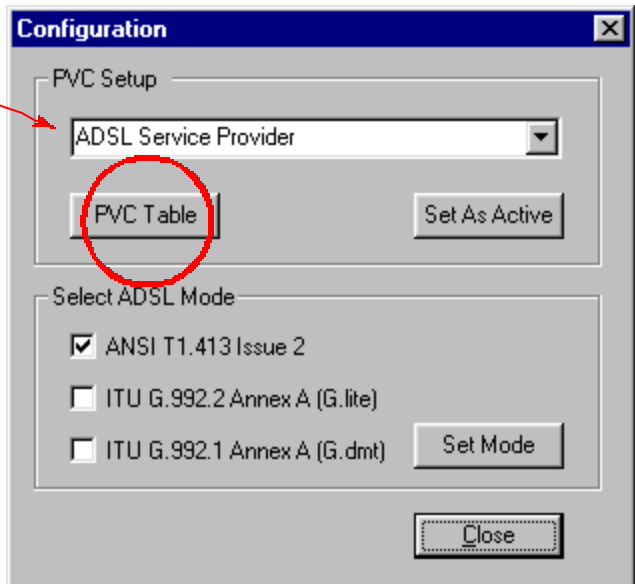 Configuration
PVC Setup
ADSL Service Provider
PVC Table
Set As Active
Select ADSL Mode
ANSI T1.413 Issue 2
ITU G.992.2 Annex A (G.lite)
ITU G.992.1 Annex A (G.dmt)
Set Mode
Close